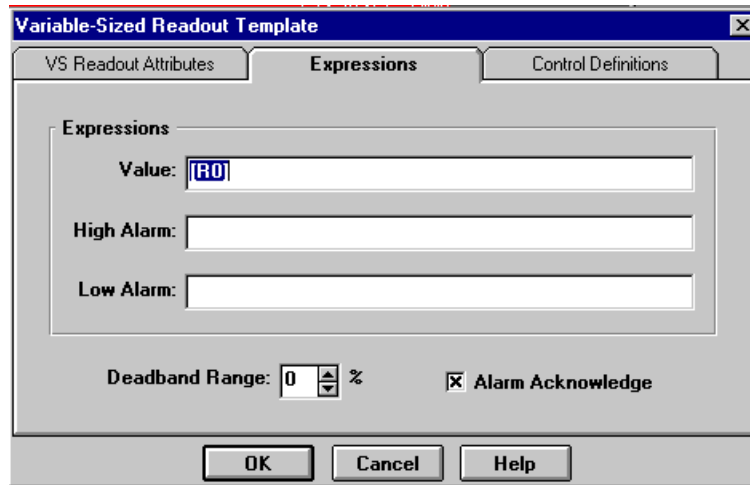 Variable-Sized Readout Template
VS Readout Attributes
Expressions
Control Definitions
Expressions
Value: [R0]
High Alarm:
Low Alarm:
Deadband Range: 0 %
Alarm Acknowledge
OK
Cancel
Help